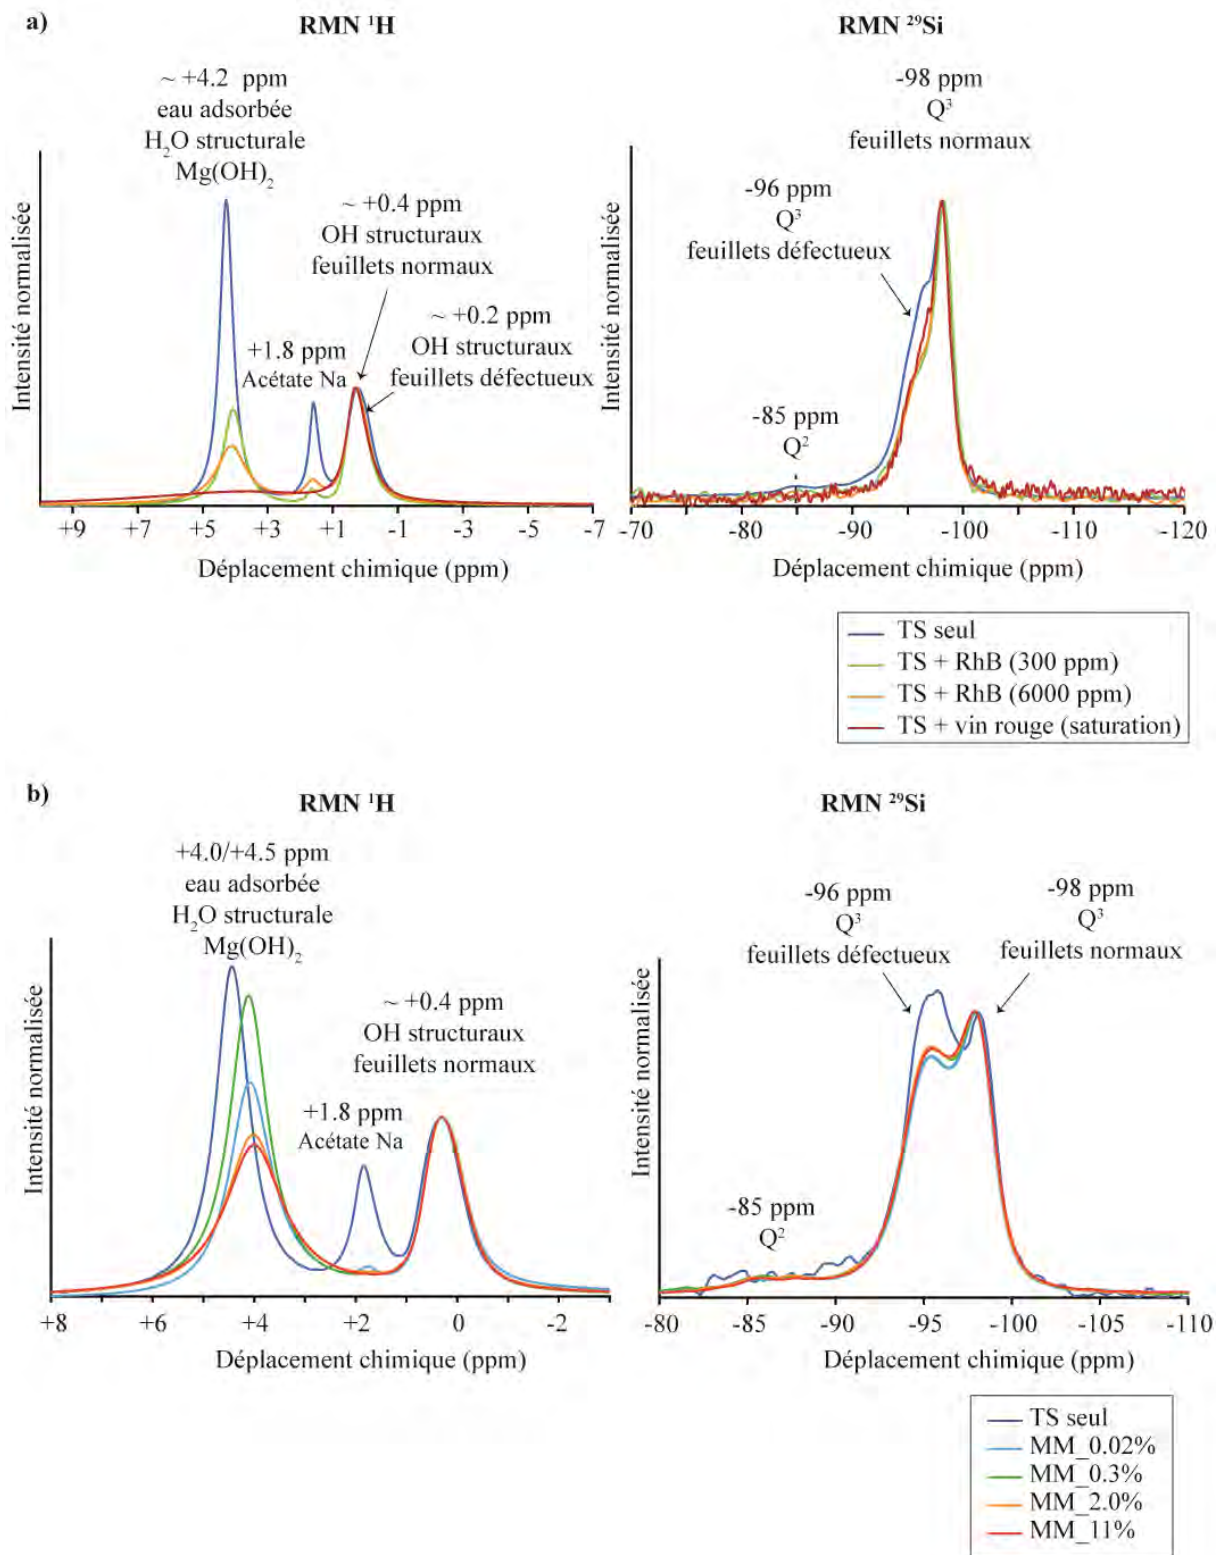 a)
RMN ¹H
RMN ²⁹Si
~ +4.2 ppm
eau adsorbée
H₂O structurale
Mg(OH)₂
~ +0.4 ppm
OH structuraux
feuillets normaux
~ +0.2 ppm
OH structuraux
feuillets défectueux
+1.8 ppm
Acétate Na
Intensité normalisée
+9 +7 +5 +3 +1 -1 -3 -5 -7
Déplacement chimique (ppm)
-98 ppm
Q³
feuillets normaux
-96 ppm
Q³
feuillets défectueux
-85 ppm
Q²
Intensité normalisée
-70 -80 -90 -100 -110 -120
Déplacement chimique (ppm)
TS seul
TS + RhB (300 ppm)
TS + RhB (6000 ppm)
TS + vin rouge (saturation)
b)
RMN ¹H
RMN ²⁹Si
+4.0/+4.5 ppm
eau adsorbée
H₂O structurale
Mg(OH)₂
~ +0.4 ppm
OH structuraux
feuillets normaux
+1.8 ppm
Acétate Na
Intensité normalisée
+8 +6 +4 +2 0 -2
Déplacement chimique (ppm)
-96 ppm
Q³
feuillets défectueux
-98 ppm
Q³
feuillets normaux
-85 ppm
Q²
Intensité normalisée
-80 -85 -90 -95 -100 -105 -110
Déplacement chimique (ppm)
TS seul
MM_0.02%
MM_0.3%
MM_2.0%
MM_11%